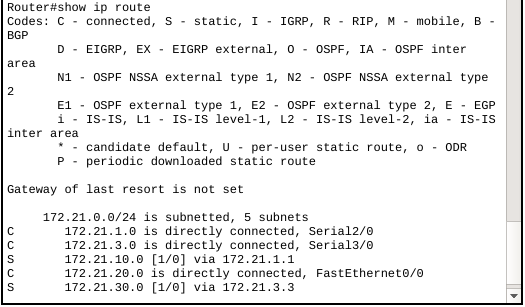 Router#show ip route
Codes: C - connected, S - static, I - IGRP, R - RIP, M - mobile, B -
BGP
       D - EIGRP, EX - EIGRP external, O - OSPF, IA - OSPF inter
area
       N1 - OSPF NSSA external type 1, N2 - OSPF NSSA external type
2
       E1 - OSPF external type 1, E2 - OSPF external type 2, E - EGP
       i - IS-IS, L1 - IS-IS level-1, L2 - IS-IS level-2, ia - IS-IS
inter area
       * - candidate default, U - per-user static route, o - ODR
       P - periodic downloaded static route
Gateway of last resort is not set
     172.21.0.0/24 is subnetted, 5 subnets
C       172.21.1.0 is directly connected, Serial2/0
C       172.21.3.0 is directly connected, Serial3/0
S       172.21.10.0 [1/0] via 172.21.1.1
C       172.21.20.0 is directly connected, FastEthernet0/0
S       172.21.30.0 [1/0] via 172.21.3.3